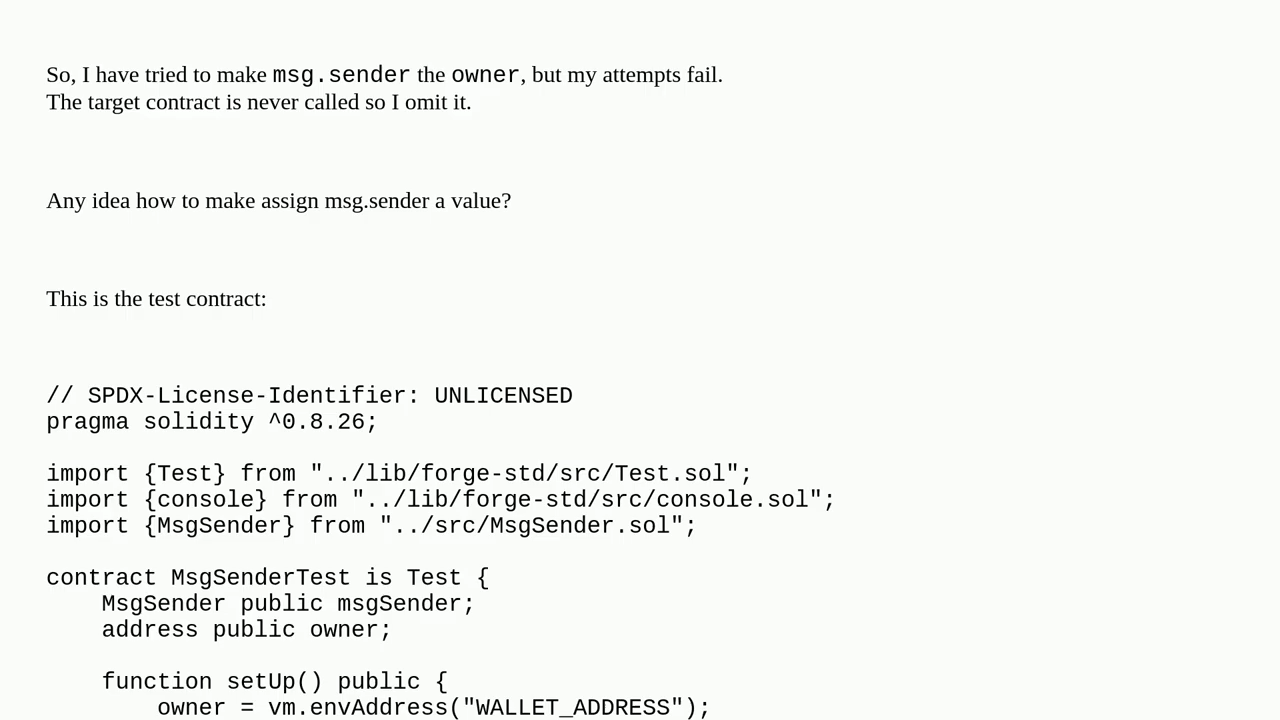 So, I have tried to make msg.sender the owner, but my attempts fail.
The target contract is never called so I omit it.
Any idea how to make assign msg.sender a value?
This is the test contract:
// SPDX-License-Identifier: UNLICENSED
pragma solidity ^0.8.26;
import {Test} from "../lib/forge-std/src/Test.sol";
import {console} from "../lib/forge-std/src/console.sol";
import {MsgSender} from "../src/MsgSender.sol";
contract MsgSenderTest is Test {
    MsgSender public msgSender;
    address public owner;
    function setUp() public {
        owner = vm.envAddress("WALLET_ADDRESS");